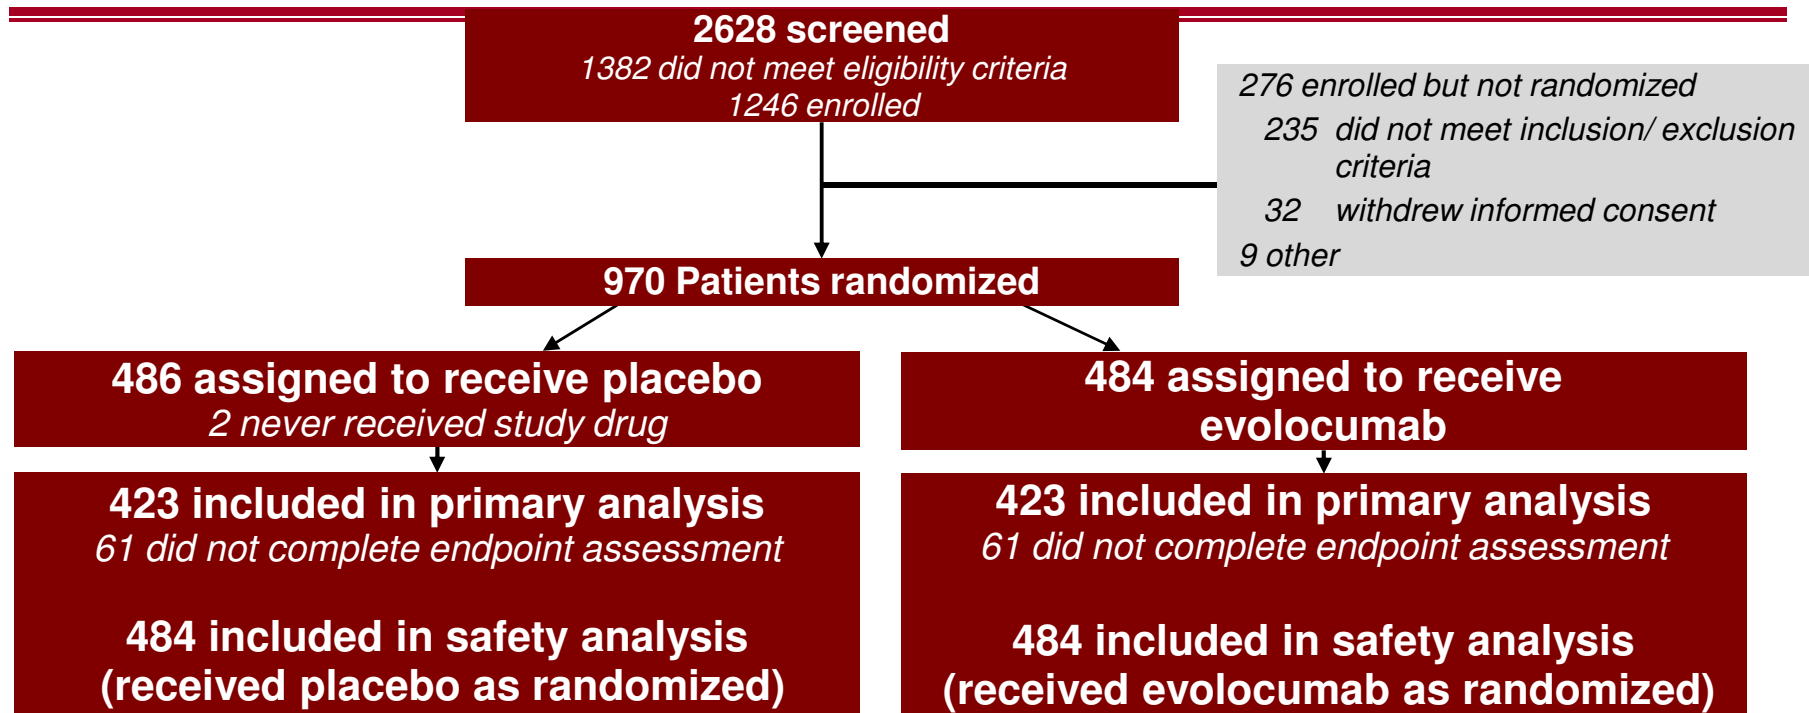 2628 screened
1382 did not meet eligibility criteria
1246 enrolled
276 enrolled but not randomized
235 did not meet inclusion/ exclusion
criteria
32 withdrew informed consent
9 other
970 Patients randomized
486 assigned to receive placebo
2 never received study drug
484 assigned to receive
evolocumab
423 included in primary analysis
61 did not complete endpoint assessment
484 included in safety analysis
(received placebo as randomized)
423 included in primary analysis
61 did not complete endpoint assessment
484 included in safety analysis
(received evolocumab as randomized)